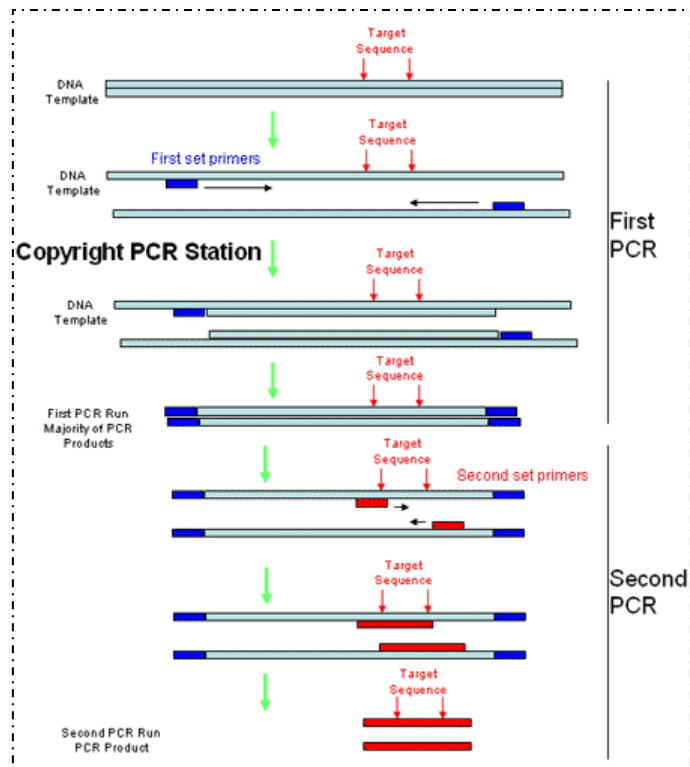 Target
Sequence
DNA
Template
Target
Sequence
First set primers
DNA
Template
First
PCR
Copyright PCR Station
Target
Sequence
DNA
Template
Target
Sequence
First PCR Run
Majority of PCR
Products
Target
Sequence
Second set primers
Target
Sequence
Second
PCR
Target
Sequence
Second PCR Run
PCR Product